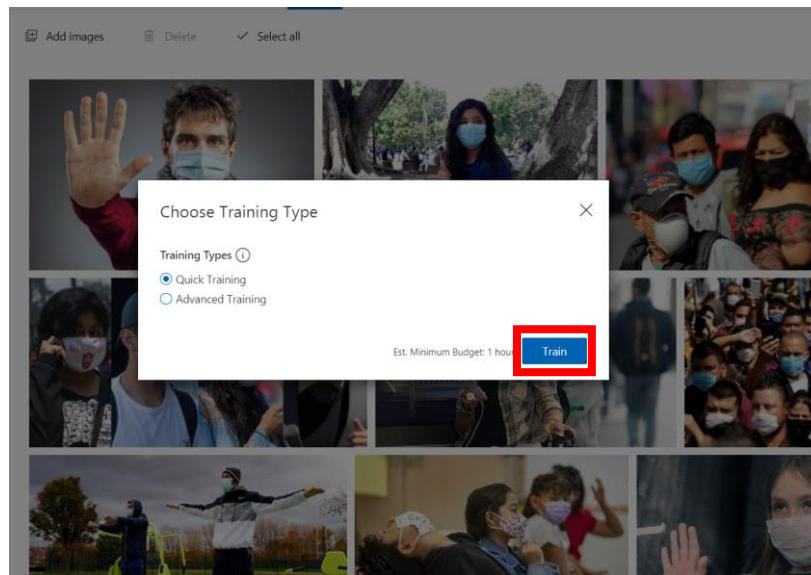 Add images
Delete
Select all
Choose Training Type
Training Types
Quick Training
Advanced Training
Est. Minimum Budget: 1 hour
Train